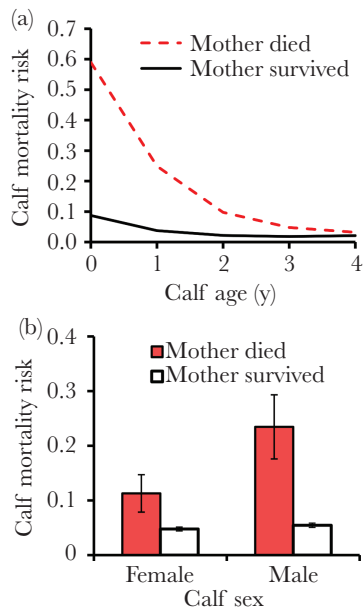 (a)
Mother died
Mother survived
Calf mortality risk
0.7
0.6
0.5
0.4
0.3
0.2
0.1
0.0
0 1 2 3 4
Calf age (y)
(b)
Mother died
Mother survived
Calf mortality risk
0.4
0.3
0.2
0.1
0
Female Male
Calf sex